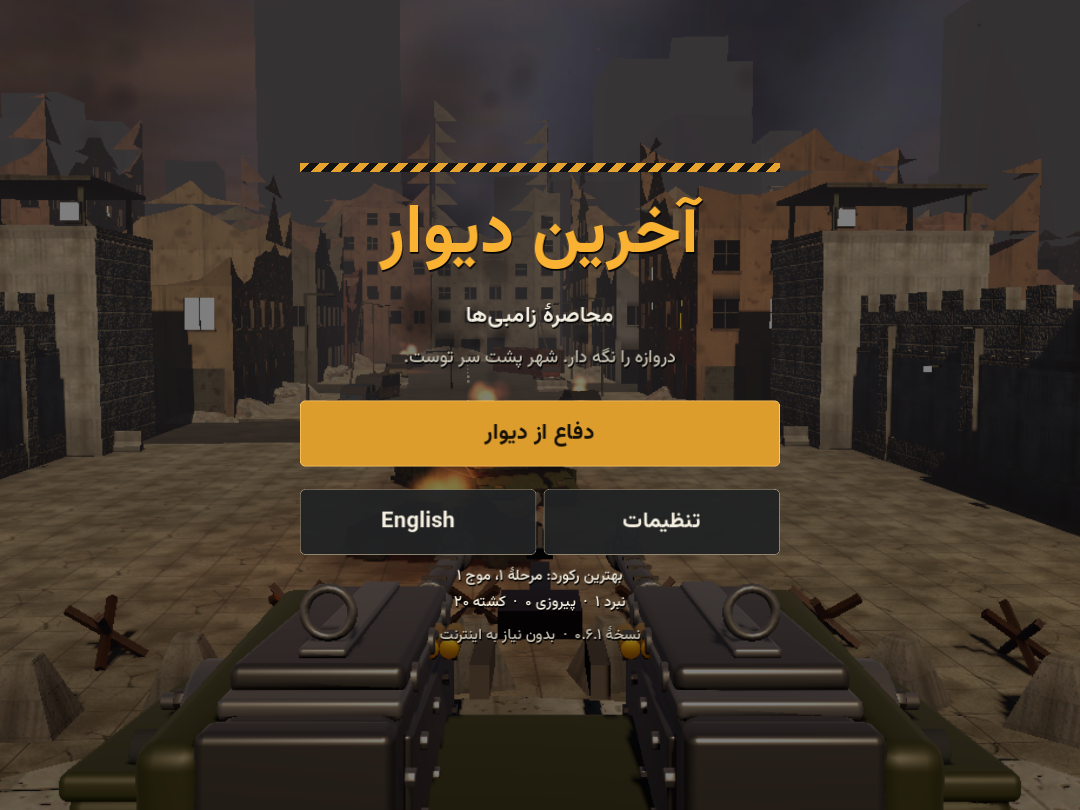 آخرین دیوار
محاصرهٔ زامبی‌ها
دروازه را نگه دار. شهر پشت سر توست.
دفاع از دیوار
تنظیمات
English
بهترین رکورد: مرحلهٔ ۱، موج ۱
نبرد ۱ · پیروزی ۰ · کشته ۲۰
نسخهٔ ۰.۶.۱ · بدون نیاز به اینترنت